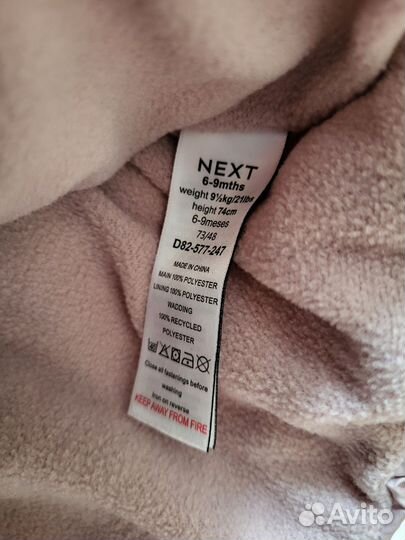 NEXT
6-9mths
weight 9½kg/21lbs
height 74cm
6-9meses
73/48
D82-577-247
MADE IN CHINA
MAIN 100% POLYESTER
LINING 100% POLYESTER
WADDING
100% RECYCLED
POLYESTER
Close all fastenings before
washing
Iron on reverse
KEEP AWAY FROM FIRE
Avito